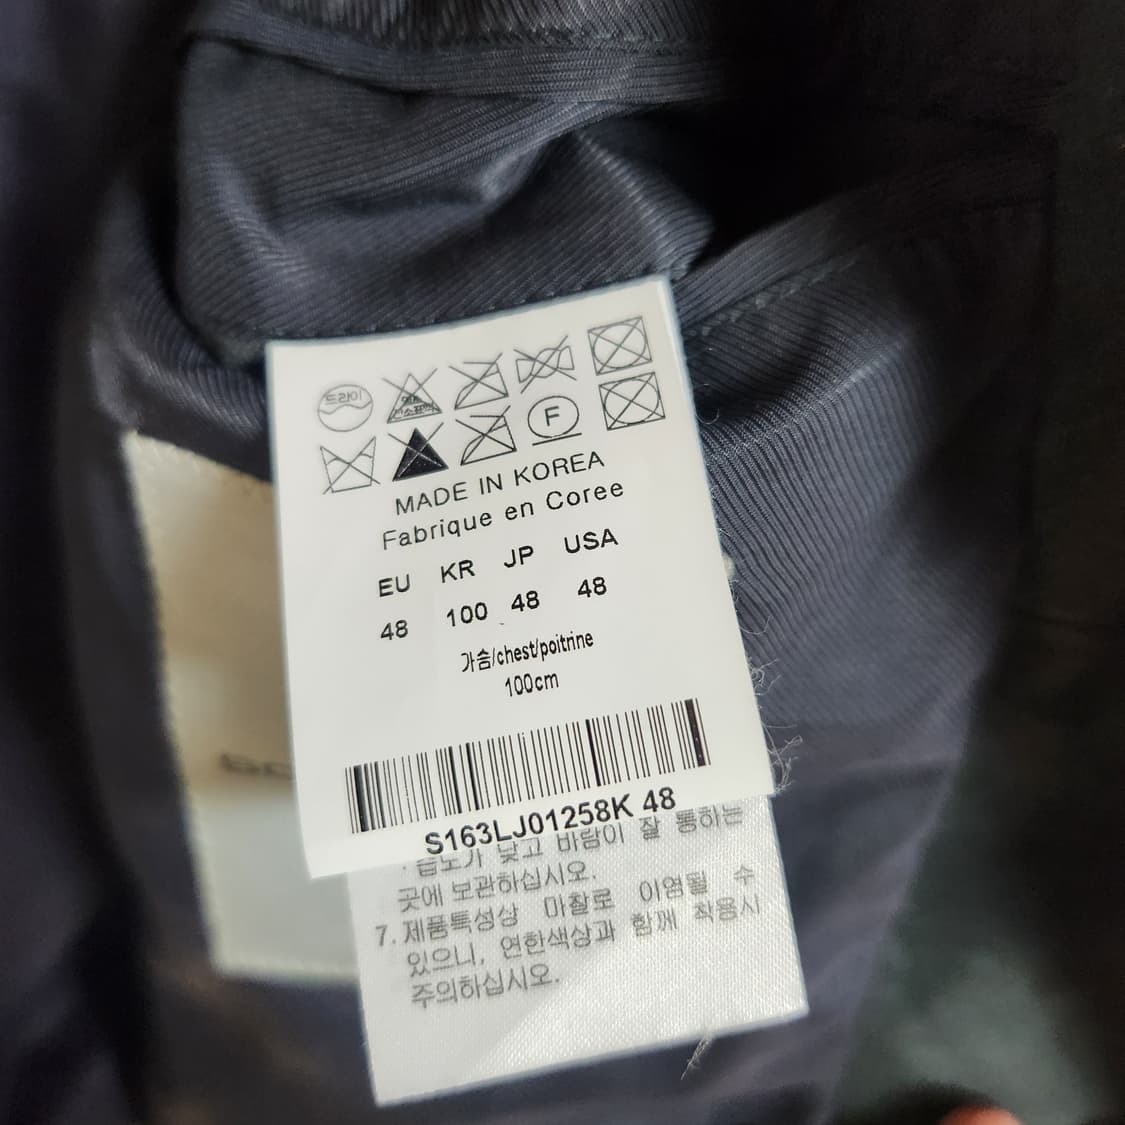 드라이
F
MADE IN KOREA
Fabrique en Coree
EU KR JP USA
48 100 48 48
가슴/chest/poitrine
100cm
S163LJ01258K 48
낮고 바람이 잘 통하는
곳에 보관하십시오.
7. 제품특성상 마찰로 이염될 수
있으니, 연한색상과 함께 착용시
주의하십시오.